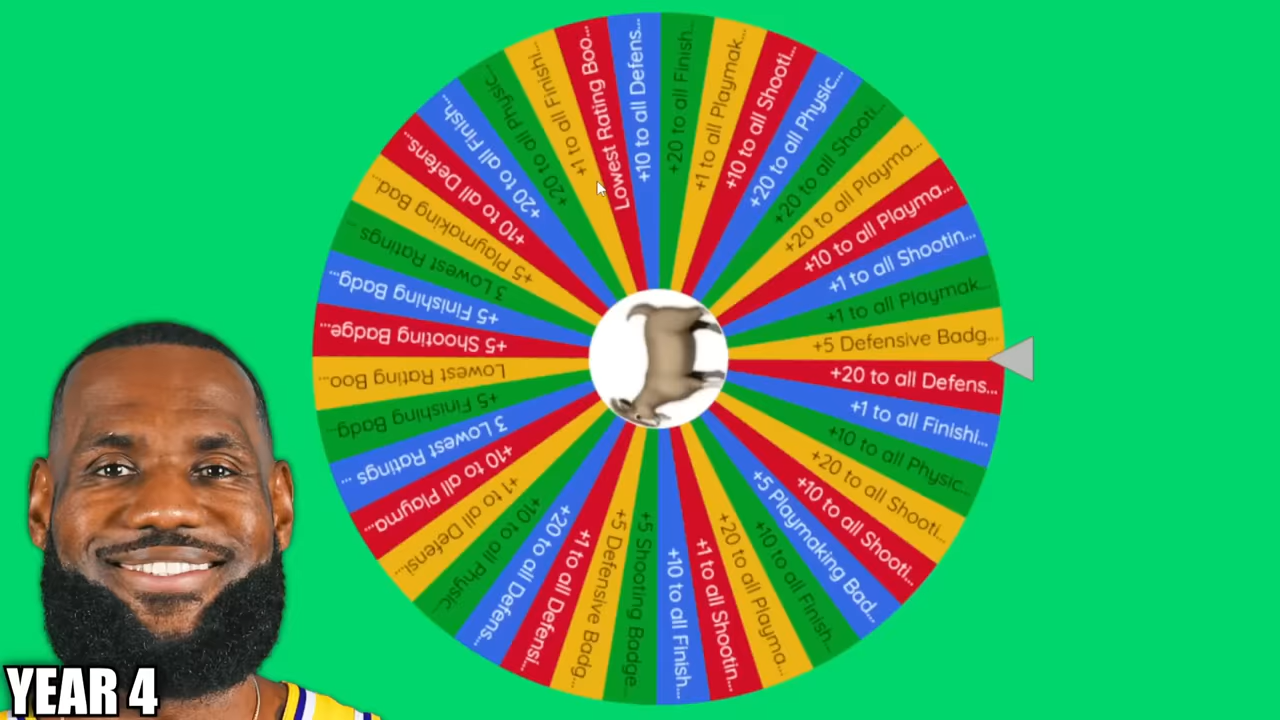 +10 to all Defens...
+20 to all Finish...
+1 to all Playmak...
+10 to all Shooti...
+20 to all Physic...
+20 to all Shooti...
+20 to all Playma...
+10 to all Playma...
+1 to all Shootin...
+1 to all Playmak...
+5 Defensive Badg...
+20 to all Defens...
+1 to all Finishi...
+10 to all Physic...
+20 to all Shooti...
+10 to all Shooti...
+5 Playmaking Bad...
+10 to all Finish...
+20 to all Playma...
+1 to all Shootin...
+10 to all Finish...
+5 Shooting Badge...
+5 Defensive Badg...
+1 to all Defensi...
+20 to all Defens...
+10 to all Physic...
+1 to all Defensi...
+10 to all Playma...
3 Lowest Ratings ...
+5 Finishing Badg...
Lowest Rating Boo...
+5 Shooting Badge...
+5 Finishing Badg...
3 Lowest Ratings ...
+5 Playmaking Bad...
+10 to all Defens...
+20 to all Finish...
+20 to all Physic...
+1 to all Finishi...
Lowest Rating Boo...
YEAR 4